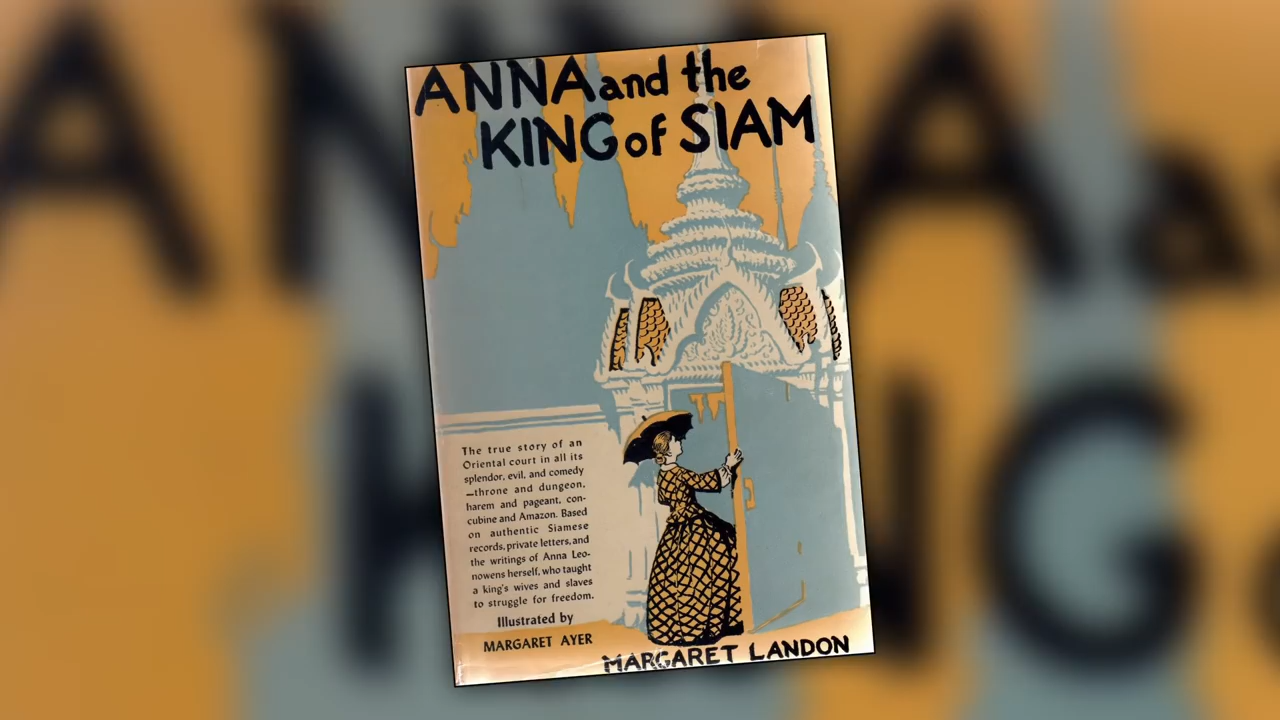 ANNA and the
KING of SIAM
The true story of an
Oriental court in all its
splendor, evil, and comedy
—throne and dungeon,
harem and pageant, con-
cubine and Amazon. Based
on authentic Siamese
records, private letters, and
the writings of Anna Leo-
nowens herself, who taught
a king's wives and slaves
to struggle for freedom.
Illustrated by
MARGARET AYER
MARGARET LANDON